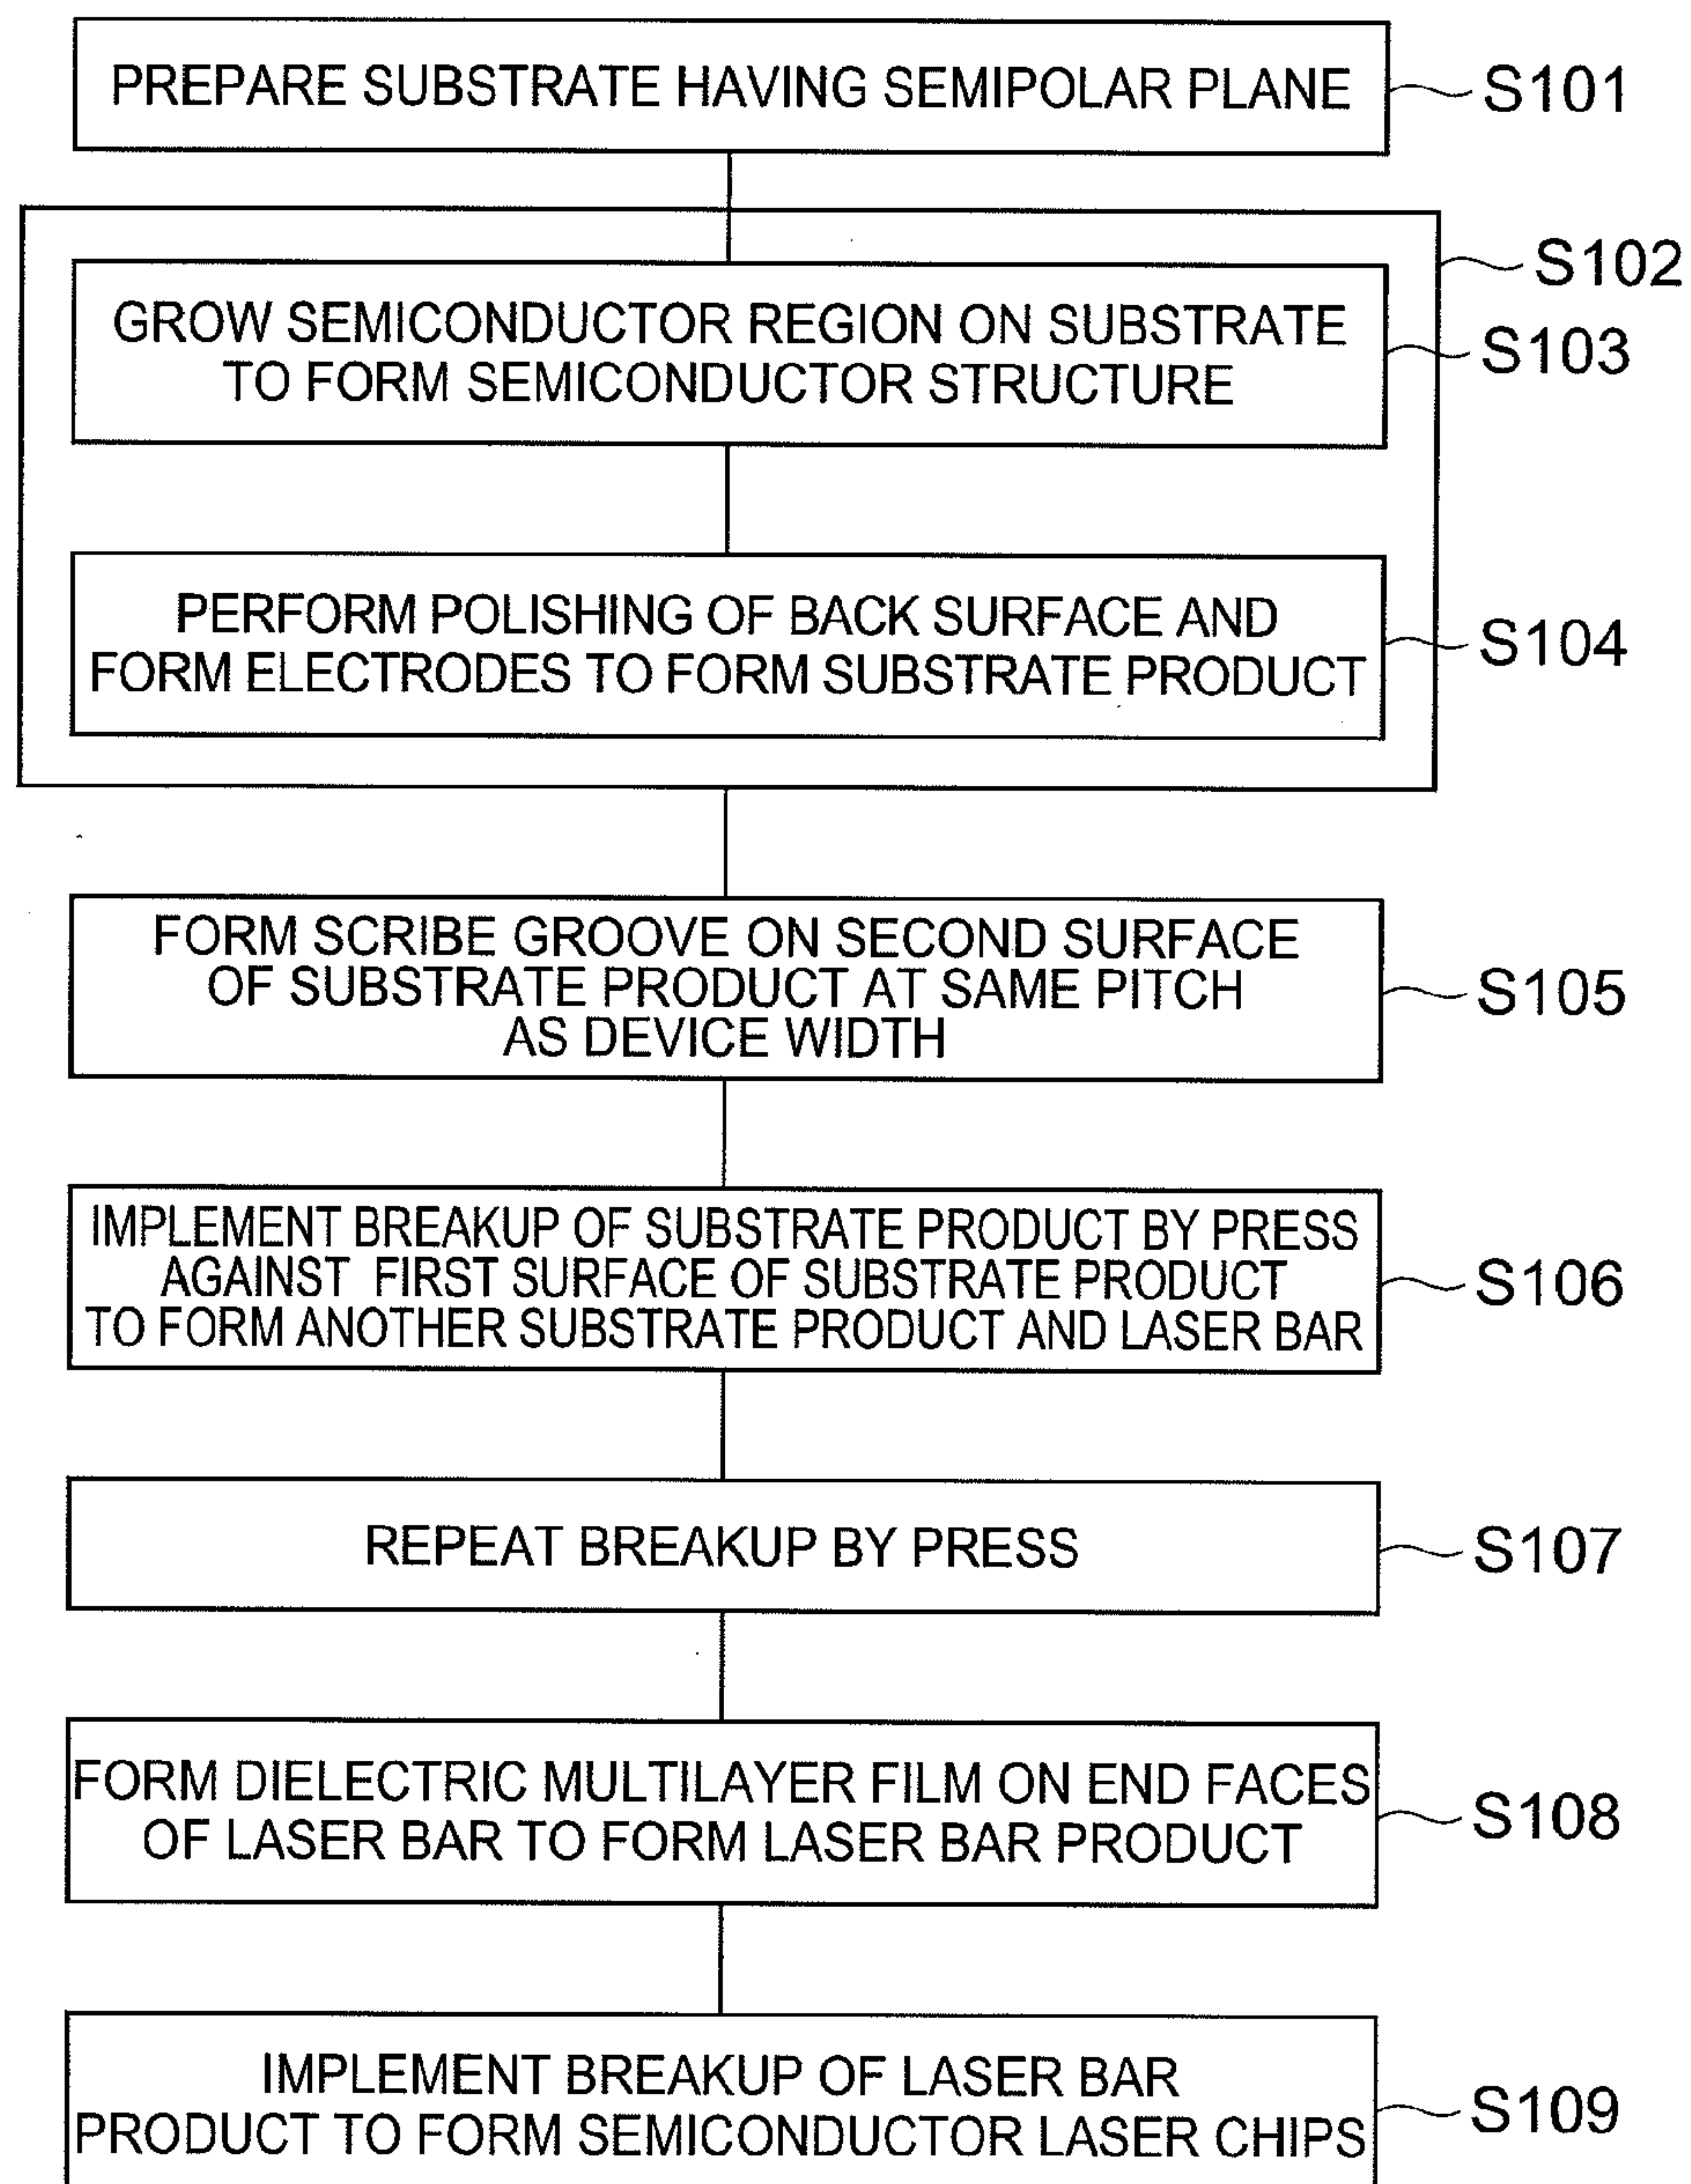 PREPARE SUBSTRATE HAVING SEMIPOLAR PLANE
S101
S102
GROW SEMICONDUCTOR REGION ON SUBSTRATE
TO FORM SEMICONDUCTOR STRUCTURE
S103
PERFORM POLISHING OF BACK SURFACE AND
FORM ELECTRODES TO FORM SUBSTRATE PRODUCT
S104
FORM SCRIBE GROOVE ON SECOND SURFACE
OF SUBSTRATE PRODUCT AT SAME PITCH
AS DEVICE WIDTH
S105
IMPLEMENT BREAKUP OF SUBSTRATE PRODUCT BY PRESS
AGAINST FIRST SURFACE OF SUBSTRATE PRODUCT
TO FORM ANOTHER SUBSTRATE PRODUCT AND LASER BAR
S106
REPEAT BREAKUP BY PRESS
S107
FORM DIELECTRIC MULTILAYER FILM ON END FACES
OF LASER BAR TO FORM LASER BAR PRODUCT
S108
IMPLEMENT BREAKUP OF LASER BAR
PRODUCT TO FORM SEMICONDUCTOR LASER CHIPS
S109